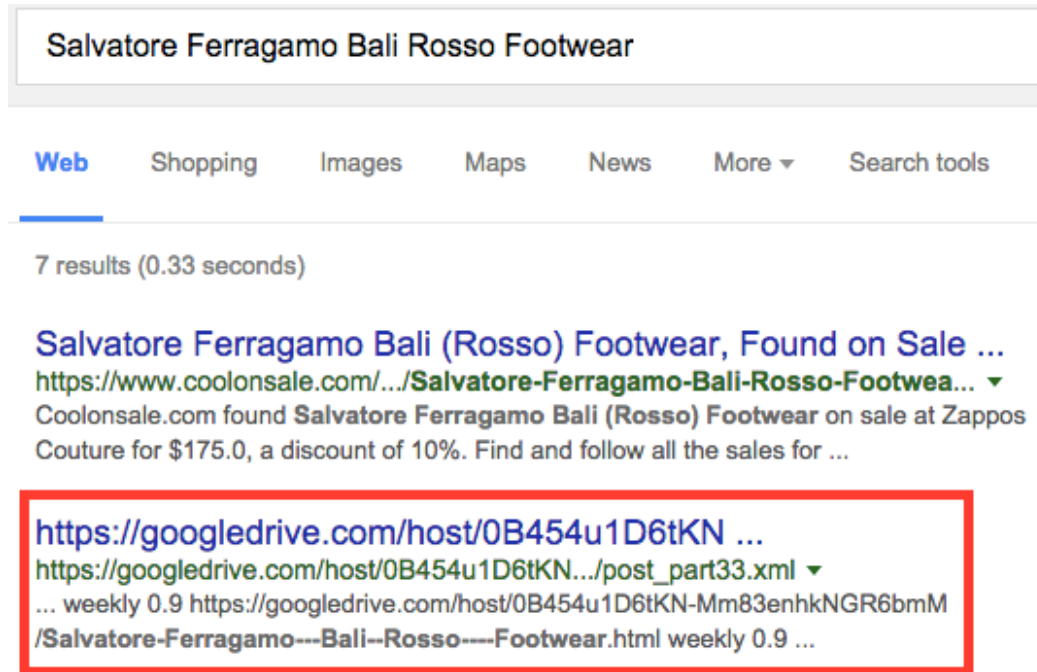 Salvatore Ferragamo Bali Rosso Footwear
Web Shopping Images Maps News More Search tools
7 results (0.33 seconds)
Salvatore Ferragamo Bali (Rosso) Footwear, Found on Sale ...
https://www.coolonsale.com/.../Salvatore-Ferragamo-Bali-Rosso-Footwea...
Coolonsale.com found Salvatore Ferragamo Bali (Rosso) Footwear on sale at Zappos
Couture for $175.0, a discount of 10%. Find and follow all the sales for ...
https://googledrive.com/host/0B454u1D6tKN ...
https://googledrive.com/host/0B454u1D6tKN.../post_part33.xml
... weekly 0.9 https://googledrive.com/host/0B454u1D6tKN-Mm83enhkNGR6bmM
/Salvatore-Ferragamo---Bali--Rosso----Footwear.html weekly 0.9 ...